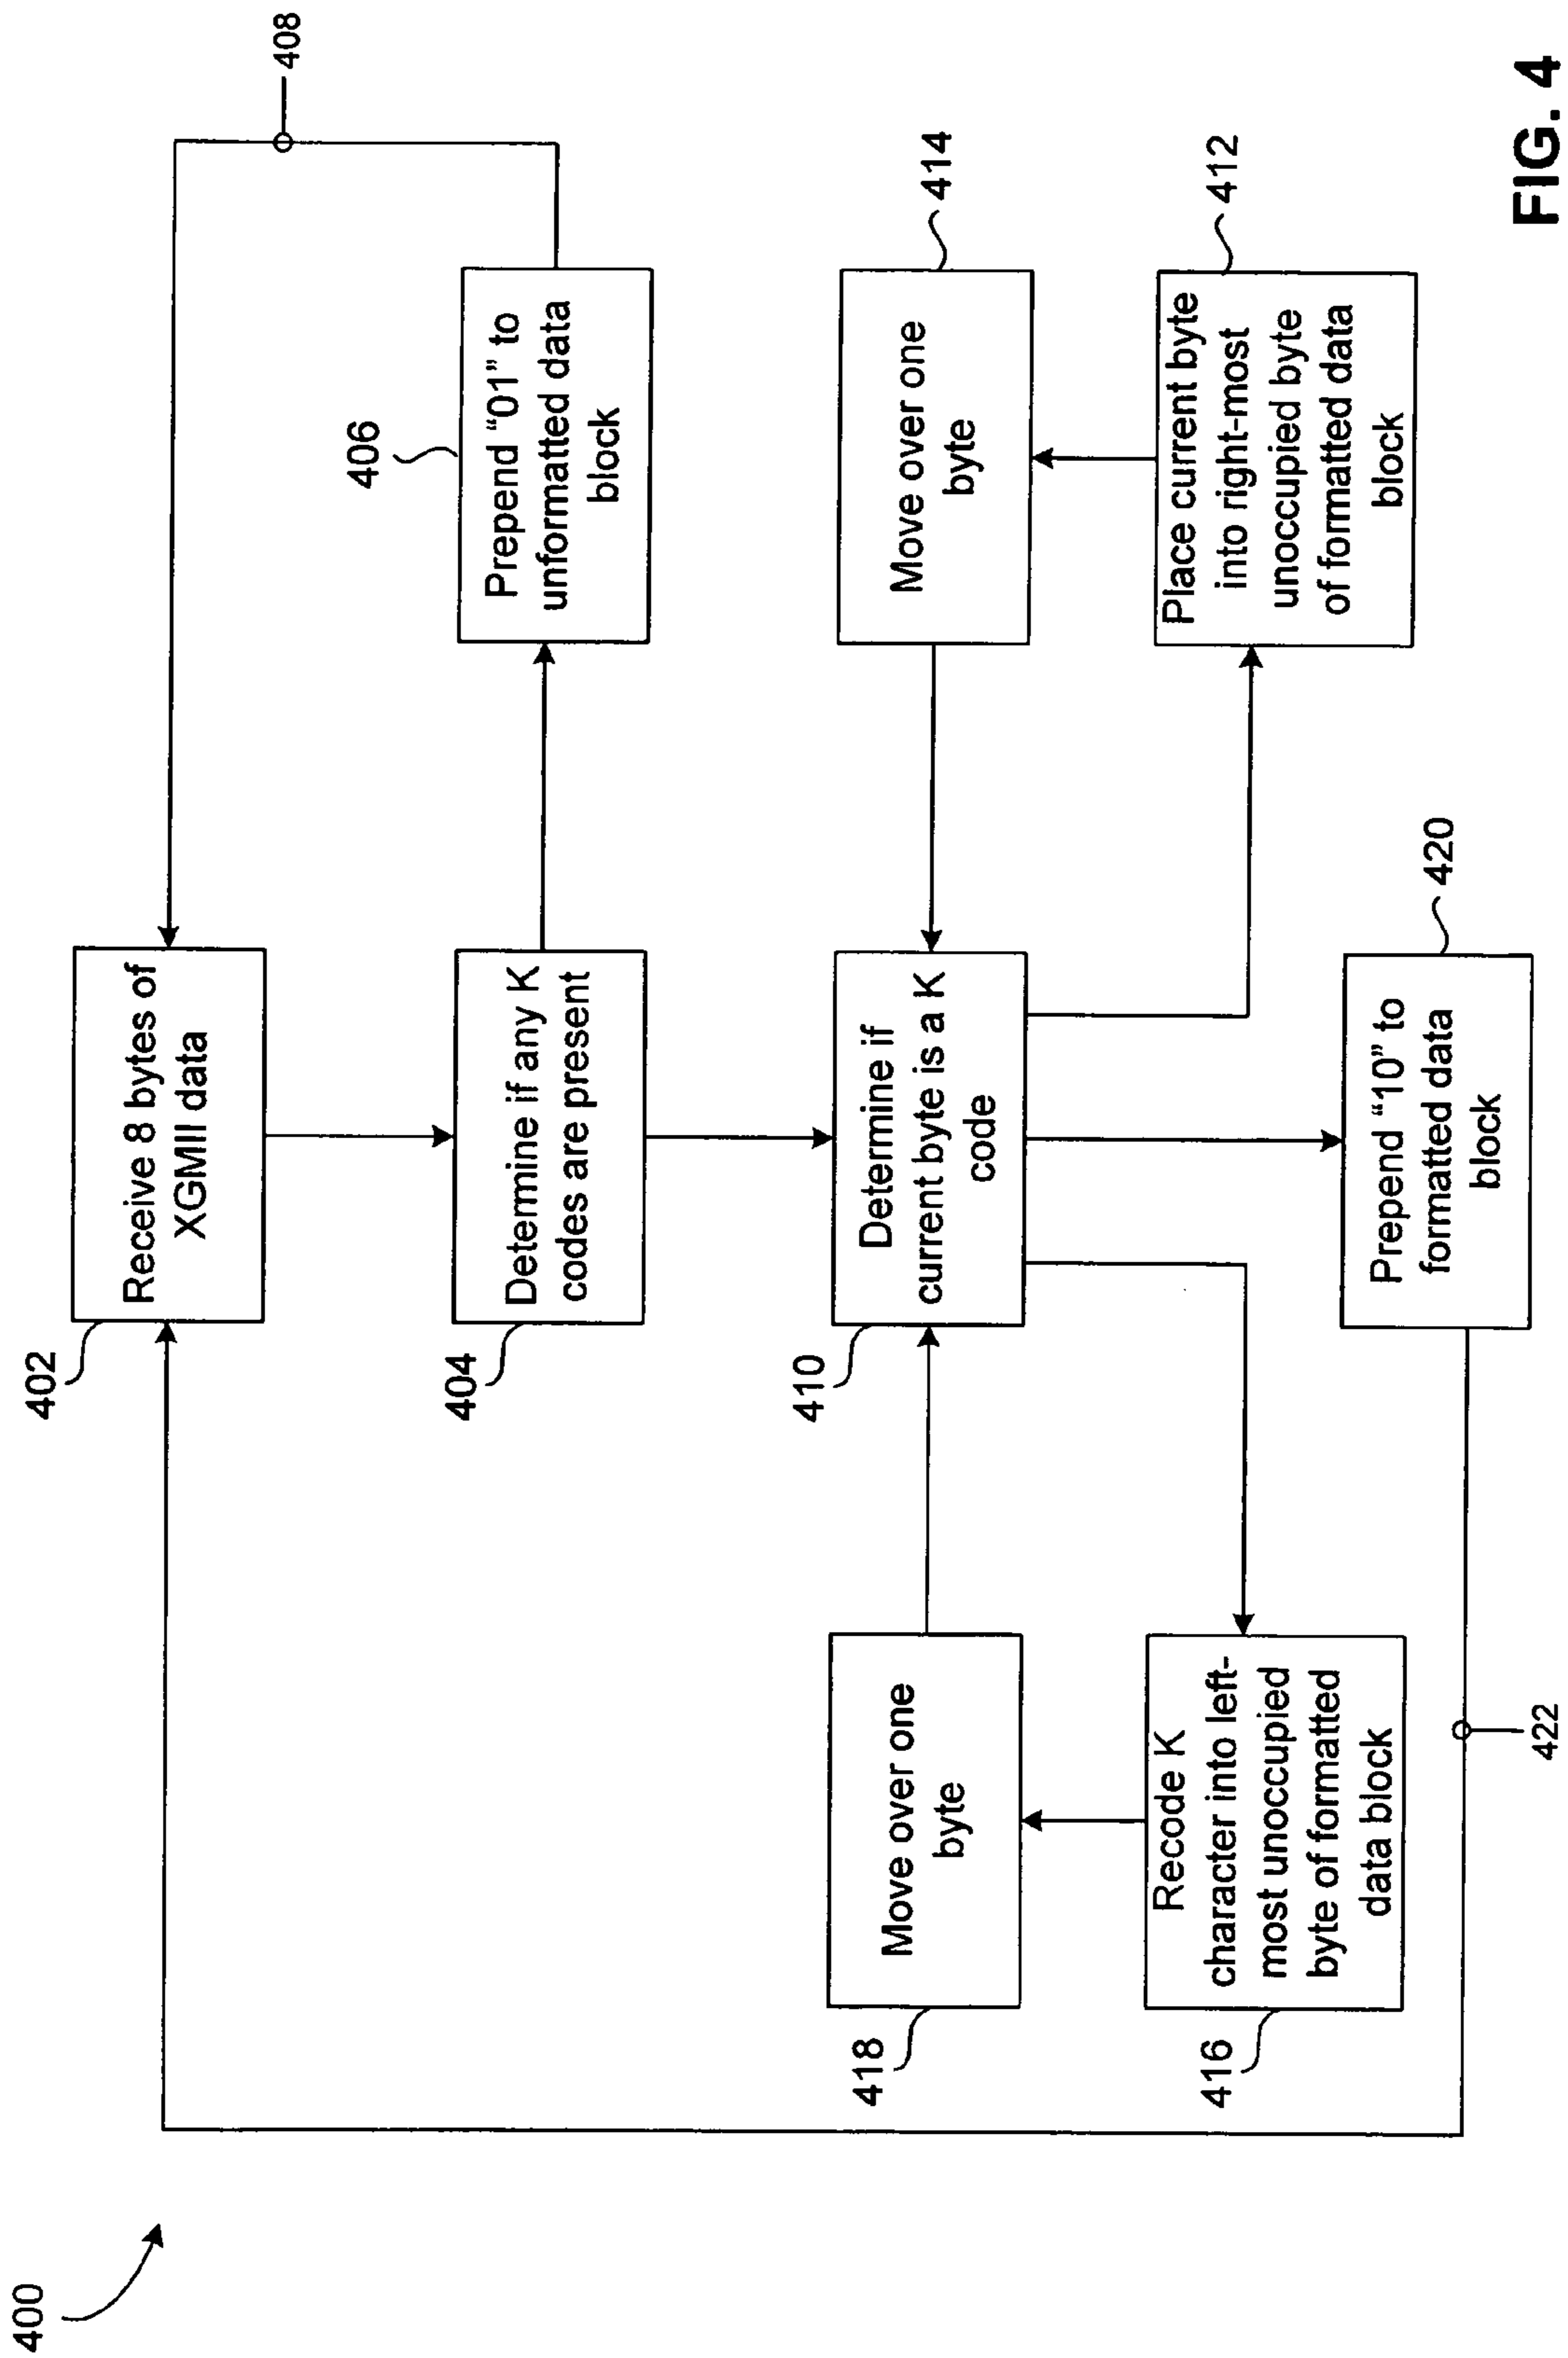 400
402
Receive 8 bytes of
XGMII data
408
404
Determine if any K
codes are present
406
Prepend “01” to
unformatted data
block
410
Determine if
current byte is a K
code
414
Move over one
byte
412
Place current byte
into right-most
unoccupied byte
of formatted data
block
418
Move over one
byte
416
Recode K
character into left-
most unoccupied
byte of formatted
data block
420
Prepend “10” to
formatted data
block
422
FIG. 4